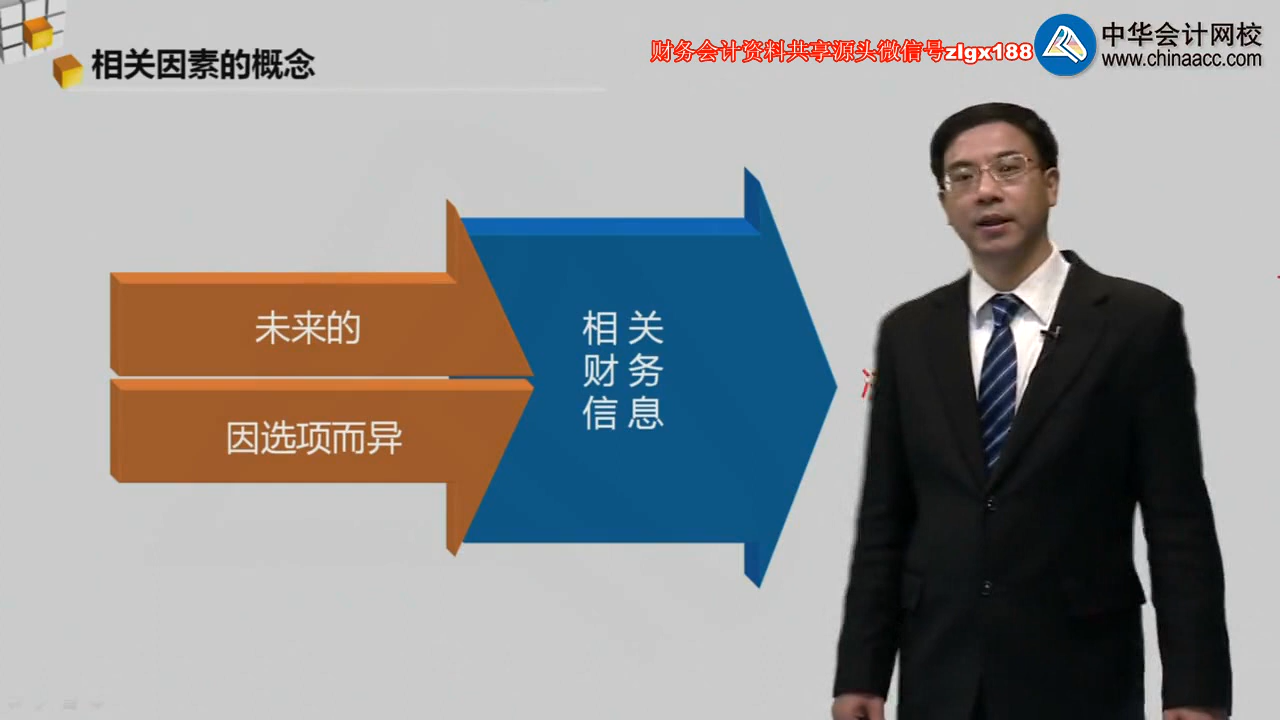 相关因素的概念
财务会计资料共享源头微信号zlgx188
中华会计网校
www.chinaacc.com
未来的
因选项而异
相关
财务
信息